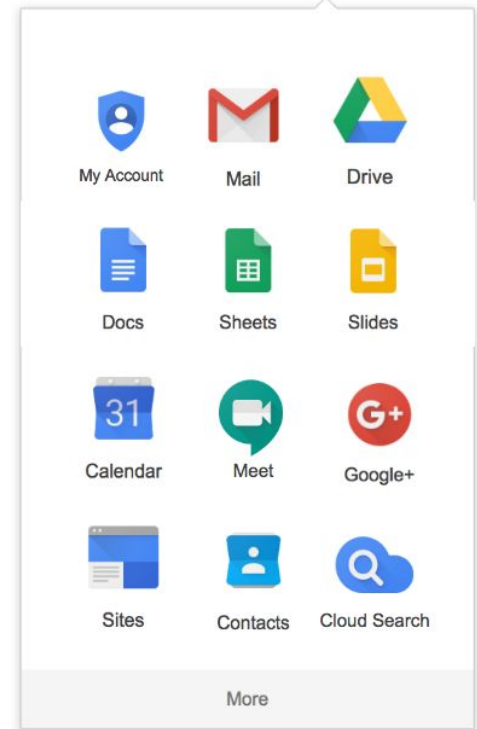 My Account
Mail
Drive
Docs
Sheets
Slides
31
Calendar
Meet
G+
Google+
Sites
Contacts
Cloud Search
More